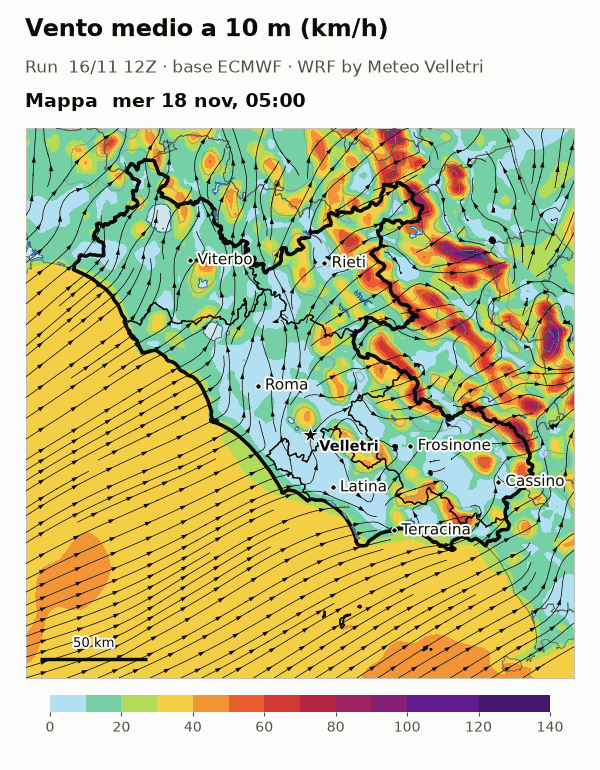 Vento medio a 10 m (km/h)
Run 16/11 12Z · base ECMWF · WRF by Meteo Velletri
Mappa mer 18 nov, 05:00
Viterbo
Rieti
Roma
Velletri
Frosinone
Latina
Cassino
Terracina
50 km
0 20 40 60 80 100 120 140